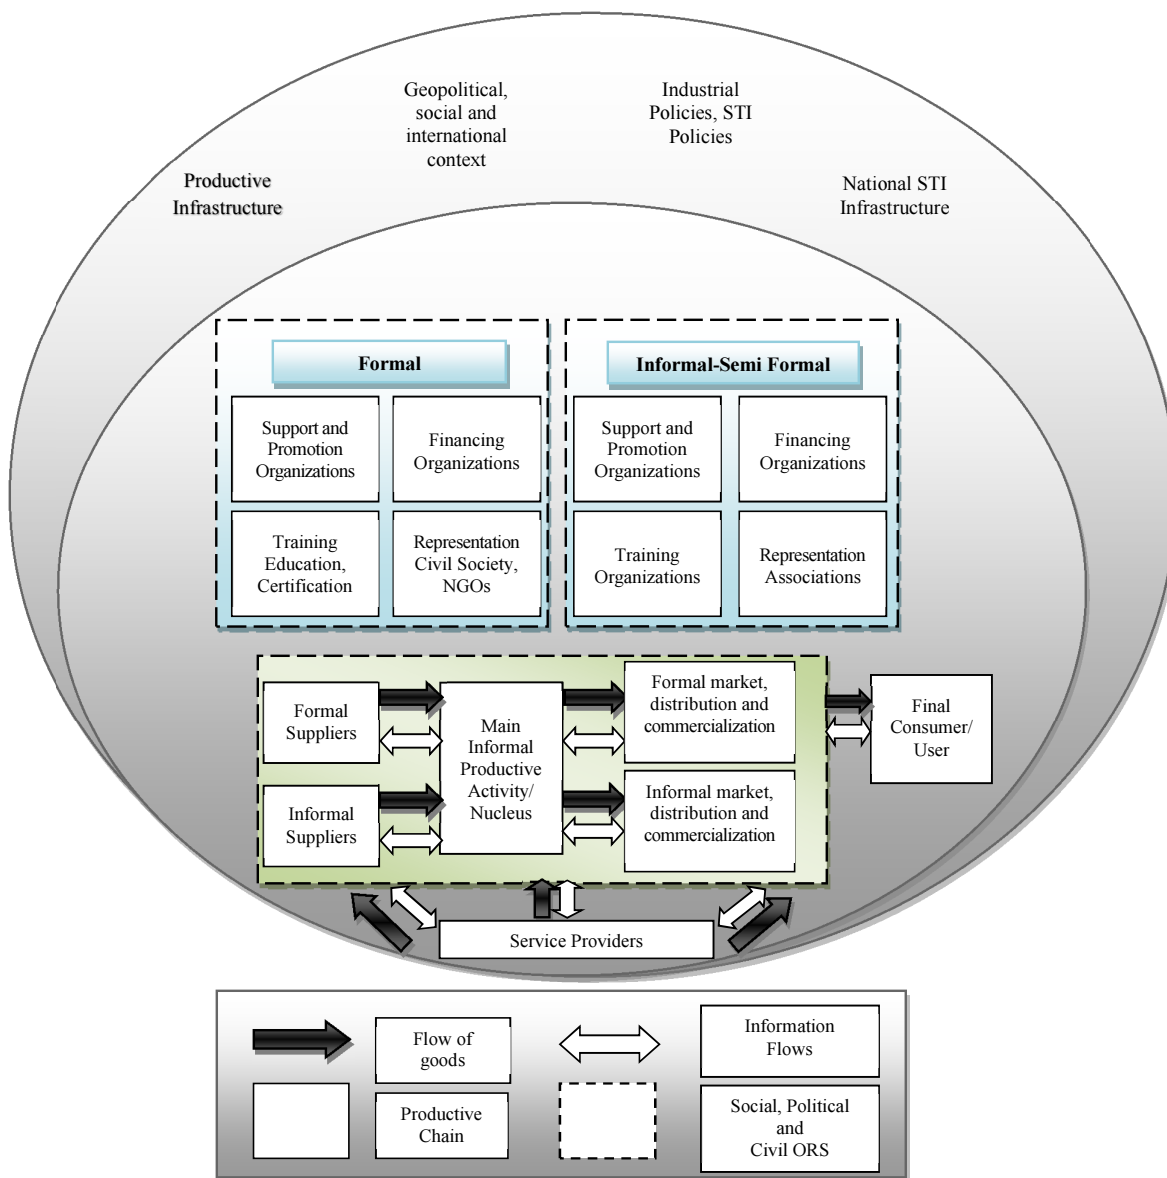 Geopolitical,
social and
international
context
Industrial
Policies, STI
Policies
Productive
Infrastructure
National STI
Infrastructure
Formal
Informal-Semi Formal
Support and
Promotion
Organizations
Financing
Organizations
Support and
Promotion
Organizations
Financing
Organizations
Training
Education,
Certification
Representation
Civil Society,
NGOs
Training
Organizations
Representation
Associations
Formal
Suppliers
Main
Informal
Productive
Activity/
Nucleus
Formal market,
distribution and
commercialization
Final
Consumer/
User
Informal
Suppliers
Informal market,
distribution and
commercialization
Service Providers
Flow of
goods
Information
Flows
Productive
Chain
Social, Political
and
Civil ORS